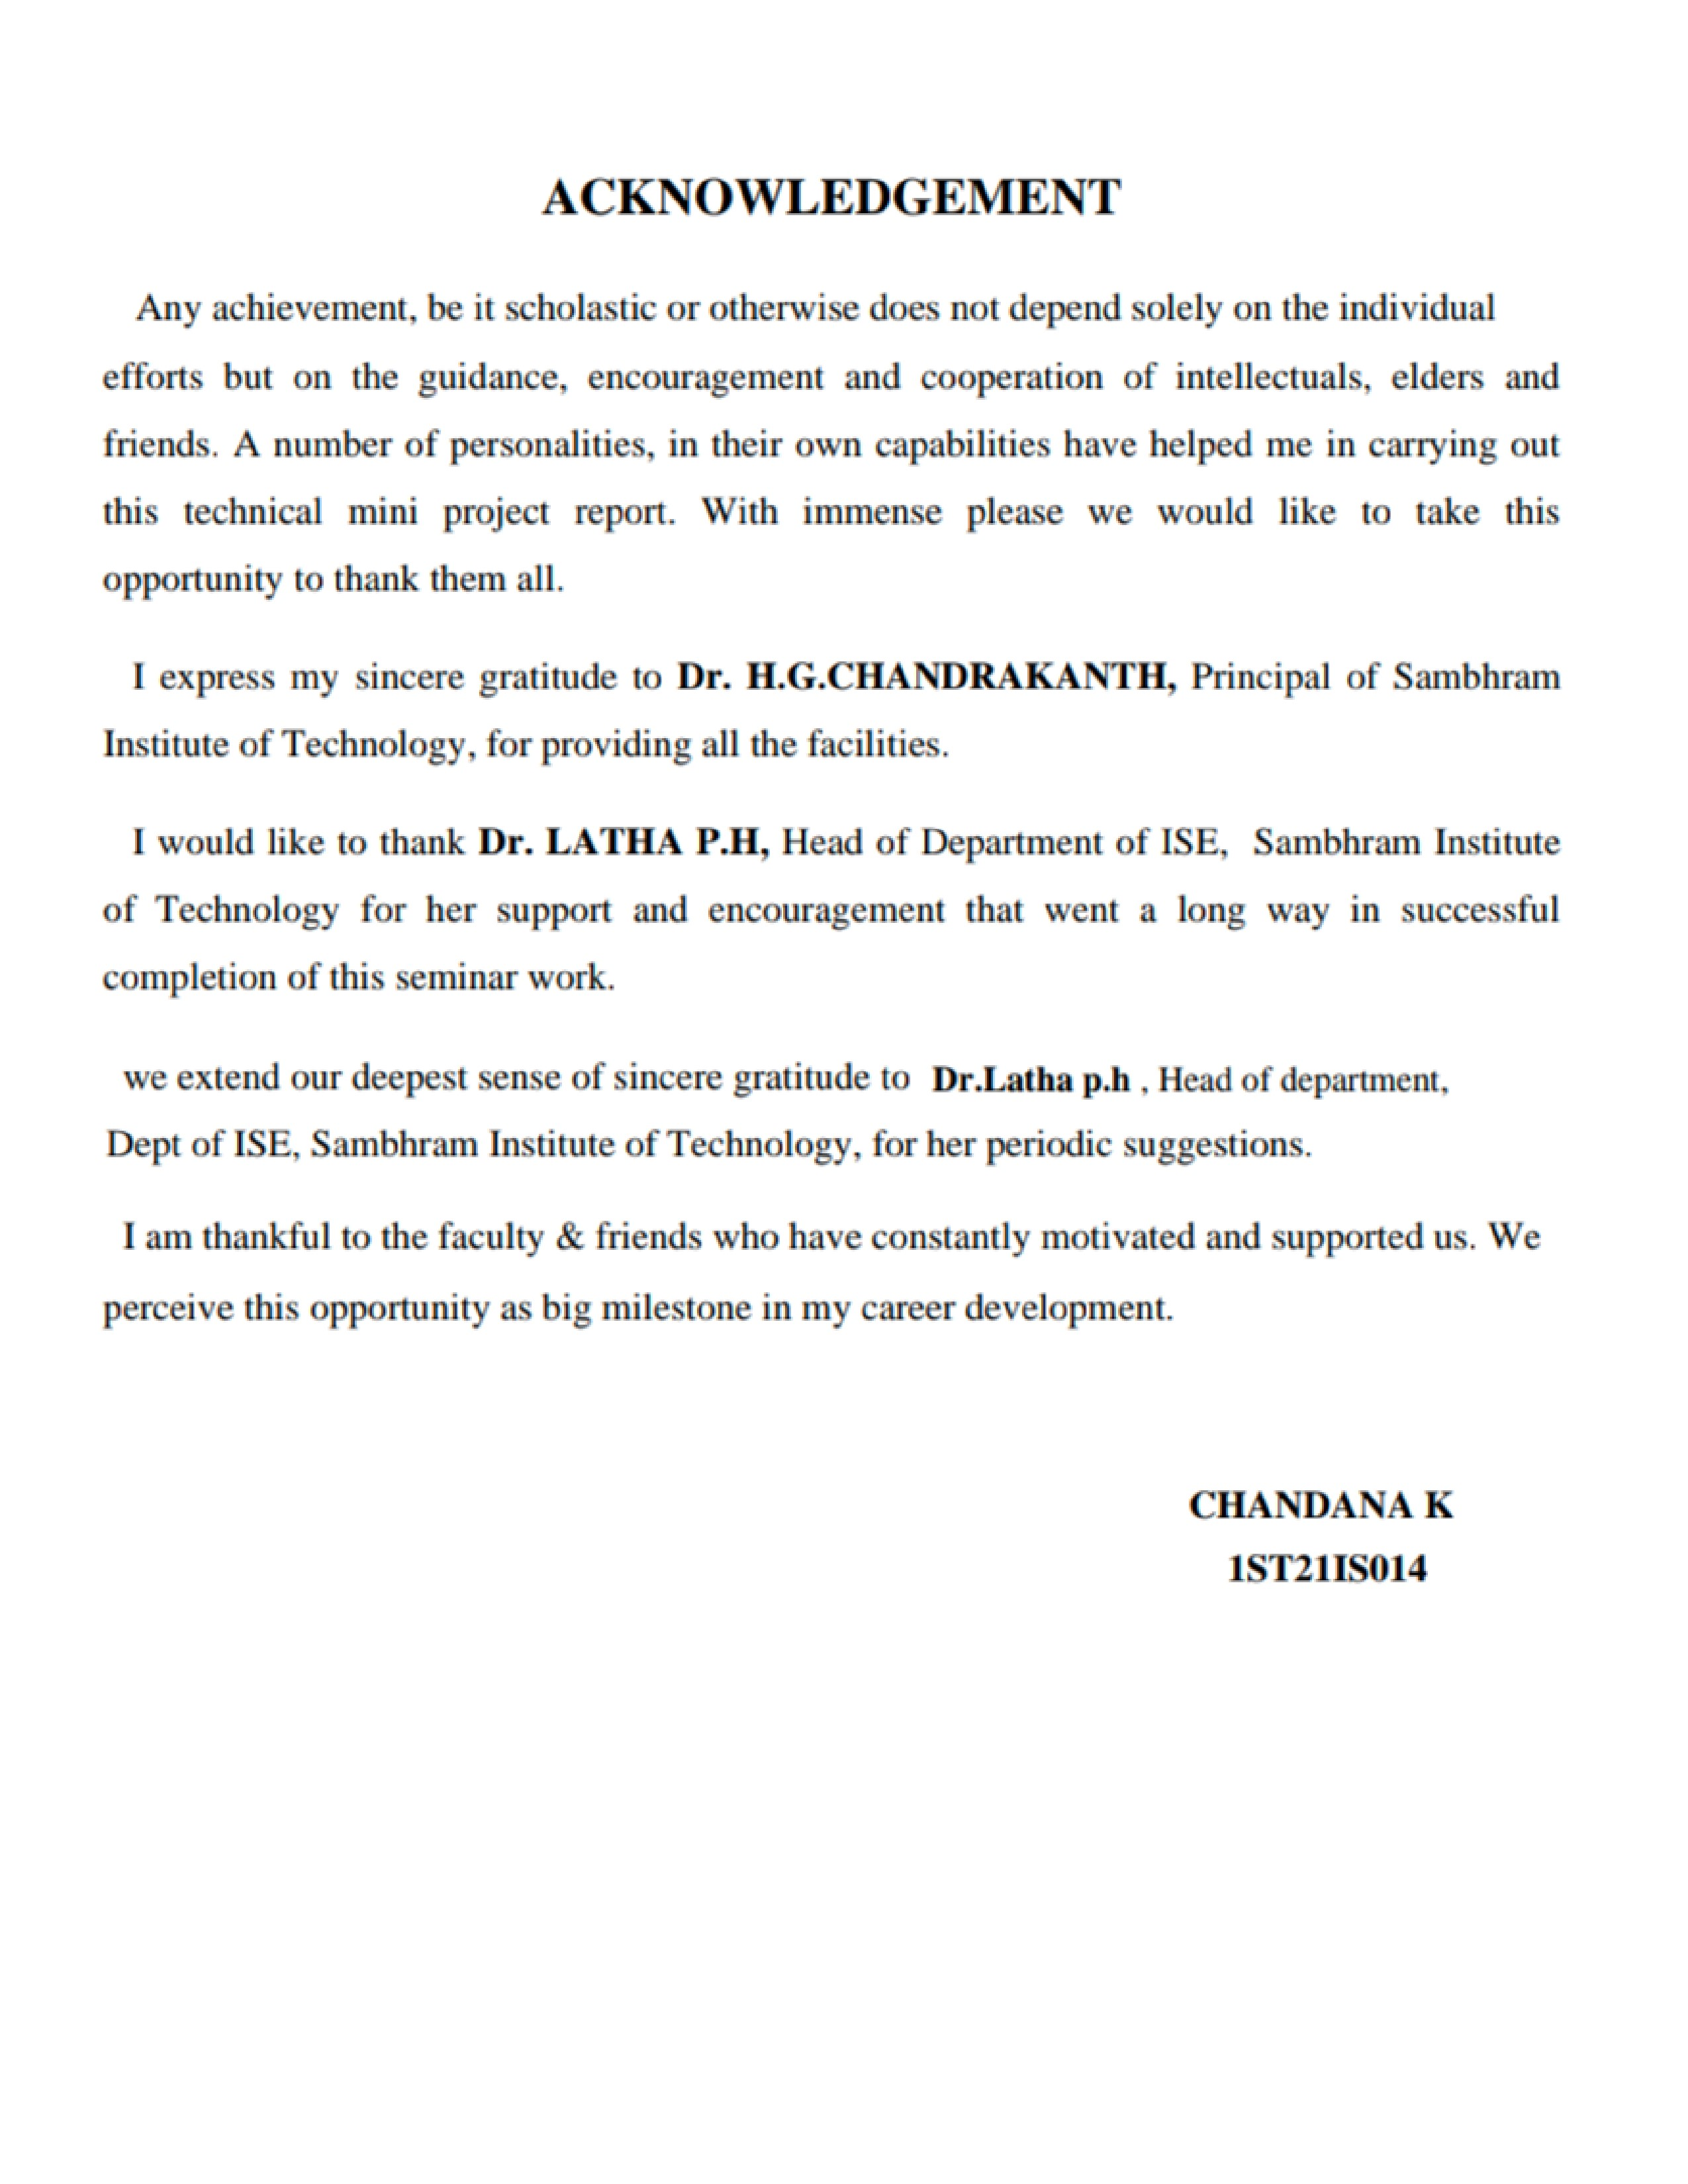 ACKNOWLEDGEMENT
Any achievement, be it scholastic or otherwise does not depend solely on the individual
efforts but on the guidance, encouragement and cooperation of intellectuals, elders and
friends. A number of personalities, in their own capabilities have helped me in carrying out
this technical mini project report. With immense please we would like to take this
opportunity to thank them all.
I express my sincere gratitude to Dr. H.G.CHANDRAKANTH, Principal of Sambhram
Institute of Technology, for providing all the facilities.
I would like to thank Dr. LATHA P.H, Head of Department of ISE, Sambhram Institute
of Technology for her support and encouragement that went a long way in successful
completion of this seminar work.
we extend our deepest sense of sincere gratitude to Dr.Latha p.h , Head of department,
Dept of ISE, Sambhram Institute of Technology, for her periodic suggestions.
I am thankful to the faculty & friends who have constantly motivated and supported us. We
perceive this opportunity as big milestone in my career development.
CHANDANA K
1ST21IS014